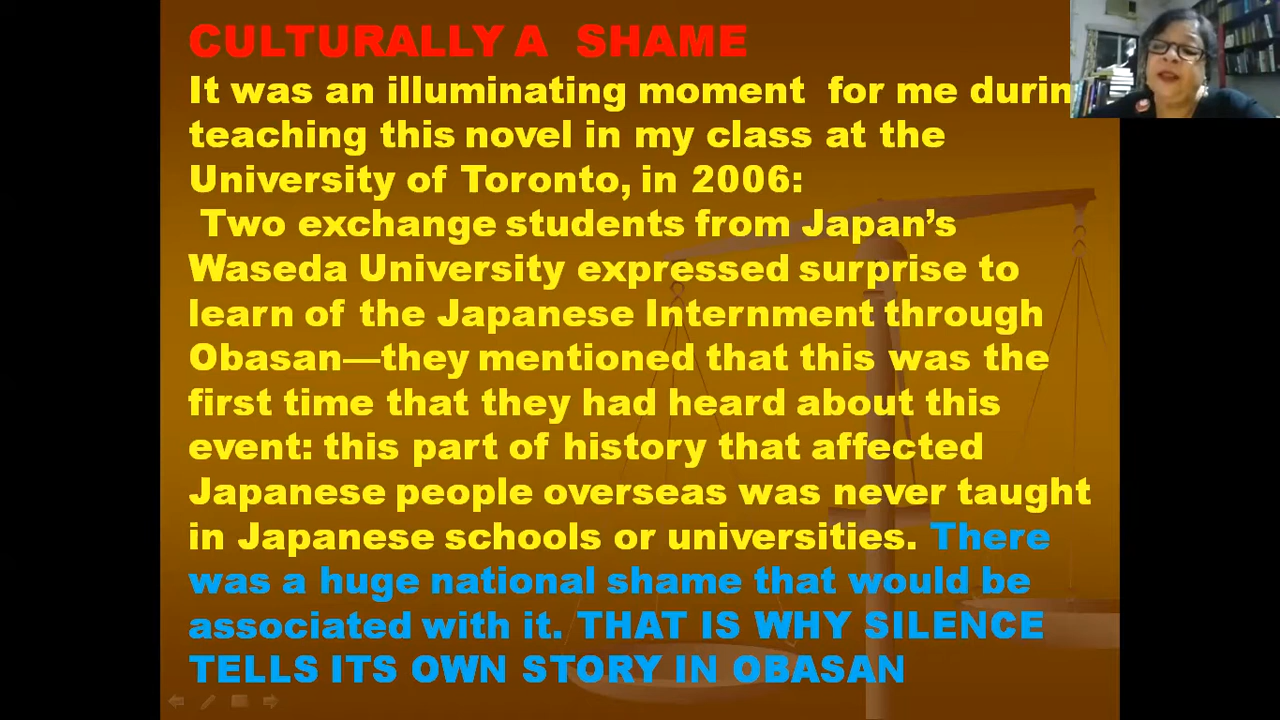 CULTURALLY A SHAME
It was an illuminating moment for me durin
teaching this novel in my class at the
University of Toronto, in 2006:
Two exchange students from Japan’s
Waseda University expressed surprise to
learn of the Japanese Internment through
Obasan—they mentioned that this was the
first time that they had heard about this
event: this part of history that affected
Japanese people overseas was never taught
in Japanese schools or universities. There
was a huge national shame that would be
associated with it. THAT IS WHY SILENCE
TELLS ITS OWN STORY IN OBASAN